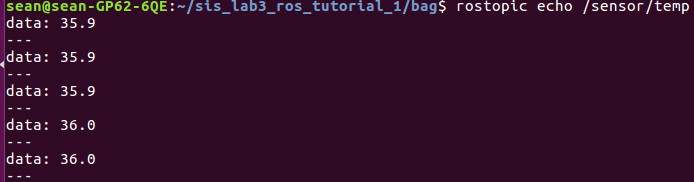 sean@sean-GP62-6QE:~/sis_lab3_ros_tutorial_1/bag$ rostopic echo /sensor/temp
data: 35.9
---
data: 35.9
---
data: 35.9
---
data: 36.0
---
data: 36.0
---